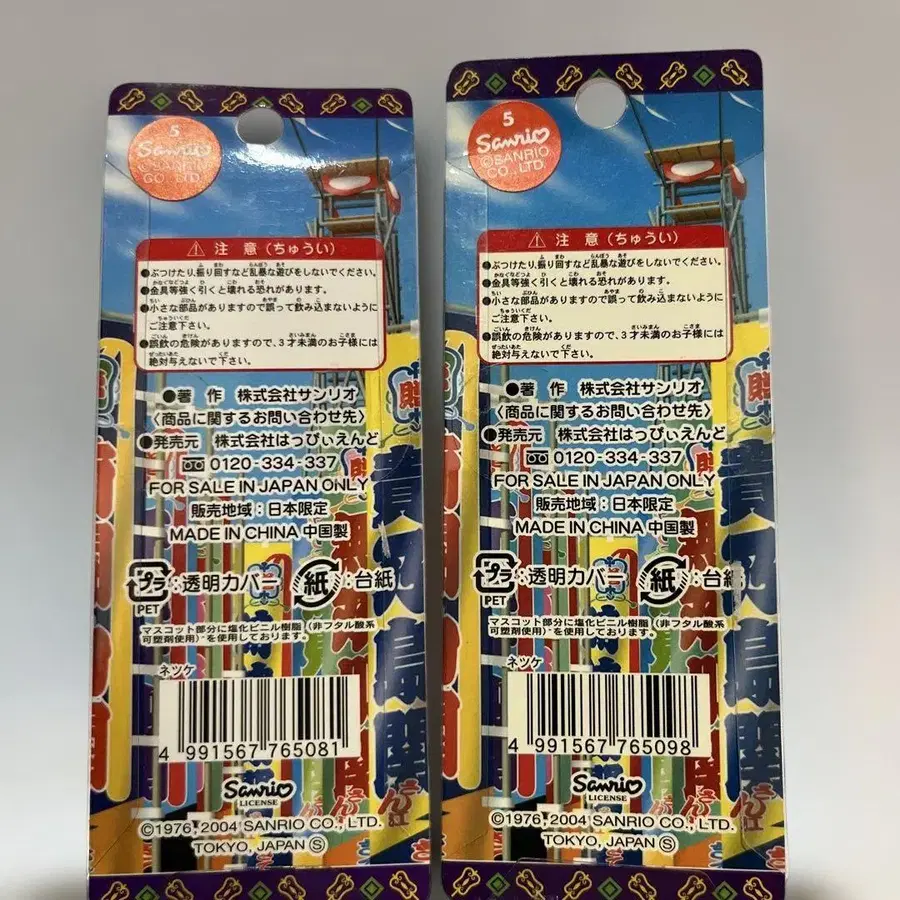 5
Sanrio
©SANRIO
CO., LTD.
⚠ 注意(ちゅうい)
●ぶつけたり、振り回すなど乱暴な遊びをしないでください。
●金具等強く引くと壊れる恐れがあります。
●小さな部品がありますので誤って飲み込まないように
ご注意下さい。
●誤飲の危険がありますので、3才未満のお子様には
絶対与えないで下さい。
●著 作 株式会社サンリオ
〈商品に関するお問い合わせ先〉
●発売元 株式会社はっぴぃえんど
0120-334-337
FOR SALE IN JAPAN ONLY
販売地域:日本限定
MADE IN CHINA 中国製
プラ:透明カバー 紙:台紙
PET
マスコット部分に塩化ビニル樹脂(非フタル酸系
可塑剤使用)を使用しております。
ネツケ
4 991567 765081
Sanrio
LICENSE
©1976, 2004 SANRIO CO., LTD.
TOKYO, JAPAN Ⓢ
5
Sanrio
©SANRIO
CO., LTD.
⚠ 注意(ちゅうい)
●ぶつけたり、振り回すなど乱暴な遊びをしないでください。
●金具等強く引くと壊れる恐れがあります。
●小さな部品がありますので誤って飲み込まないように
ご注意下さい。
●誤飲の危険がありますので、3才未満のお子様には
絶対与えないで下さい。
●著 作 株式会社サンリオ
〈商品に関するお問い合わせ先〉
●発売元 株式会社はっぴぃえんど
0120-334-337
FOR SALE IN JAPAN ONLY
販売地域:日本限定
MADE IN CHINA 中国製
プラ:透明カバー 紙:台紙
PET
マスコット部分に塩化ビニル樹脂(非フタル酸系
可塑剤使用)を使用しております。
ネツケ
4 991567 765098
Sanrio
LICENSE
©1976, 2004 SANRIO CO., LTD.
TOKYO, JAPAN Ⓢ